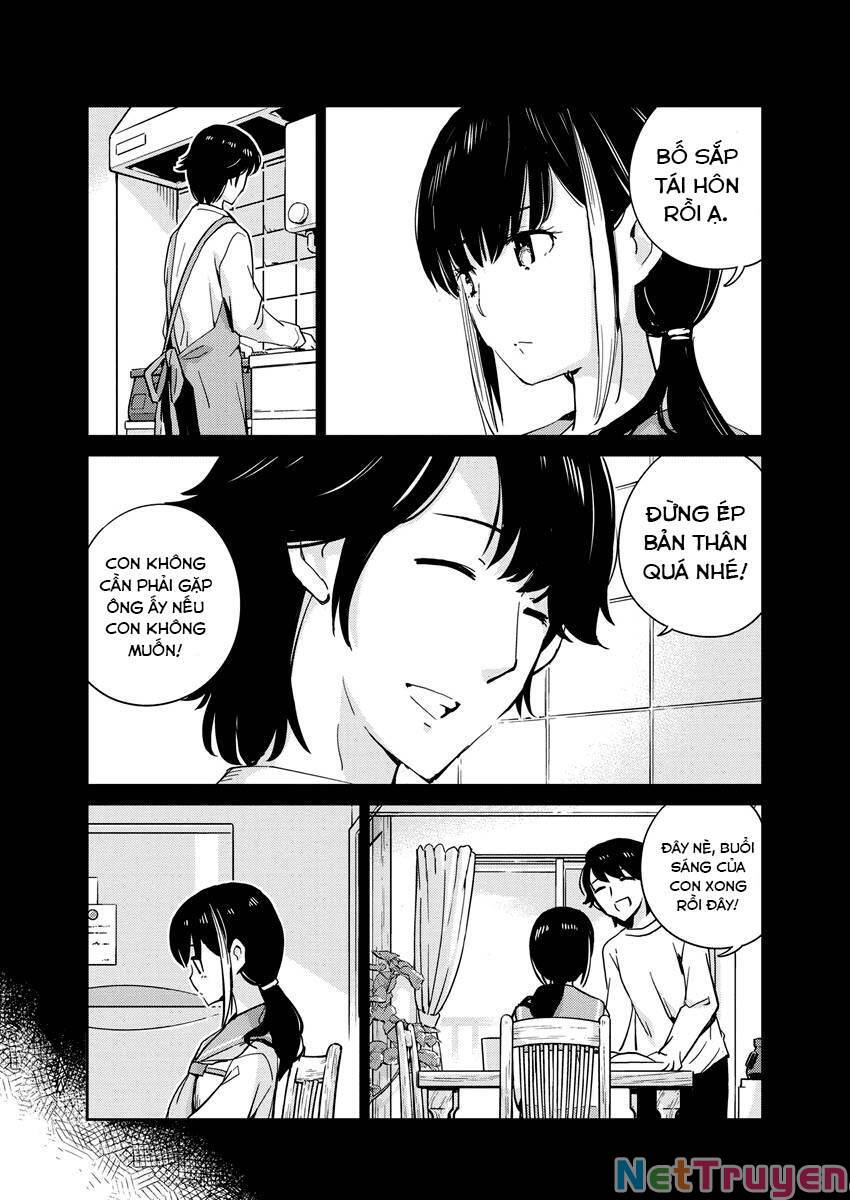 BỐ SẮP
TÁI HÔN
RỒI Ạ.
ĐỪNG ÉP
BẢN THÂN
QUÁ NHÉ!
CON KHÔNG
CẦN PHẢI GẶP
ÔNG ẤY NẾU
CON KHÔNG
MUỐN!
ĐÂY NÈ, BUỔI
SÁNG CỦA
CON XONG
RỒI ĐÂY!
NetTruyen